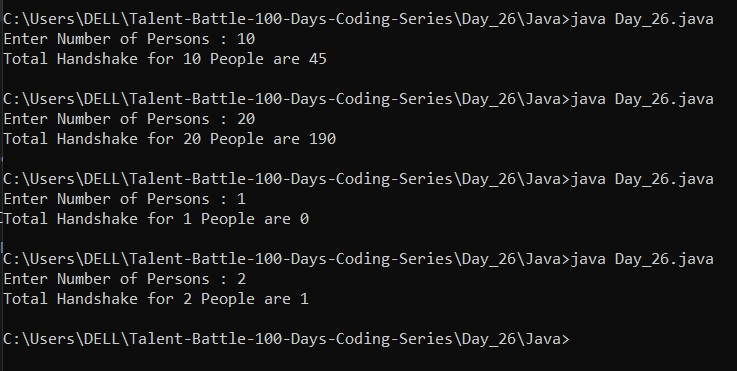 C:\Users\DELL\Talent-Battle-100-Days-Coding-Series\Day_26\Java>java Day_26.java
Enter Number of Persons : 10
Total Handshake for 10 People are 45
C:\Users\DELL\Talent-Battle-100-Days-Coding-Series\Day_26\Java>java Day_26.java
Enter Number of Persons : 20
Total Handshake for 20 People are 190
C:\Users\DELL\Talent-Battle-100-Days-Coding-Series\Day_26\Java>java Day_26.java
Enter Number of Persons : 1
Total Handshake for 1 People are 0
C:\Users\DELL\Talent-Battle-100-Days-Coding-Series\Day_26\Java>java Day_26.java
Enter Number of Persons : 2
Total Handshake for 2 People are 1
C:\Users\DELL\Talent-Battle-100-Days-Coding-Series\Day_26\Java>